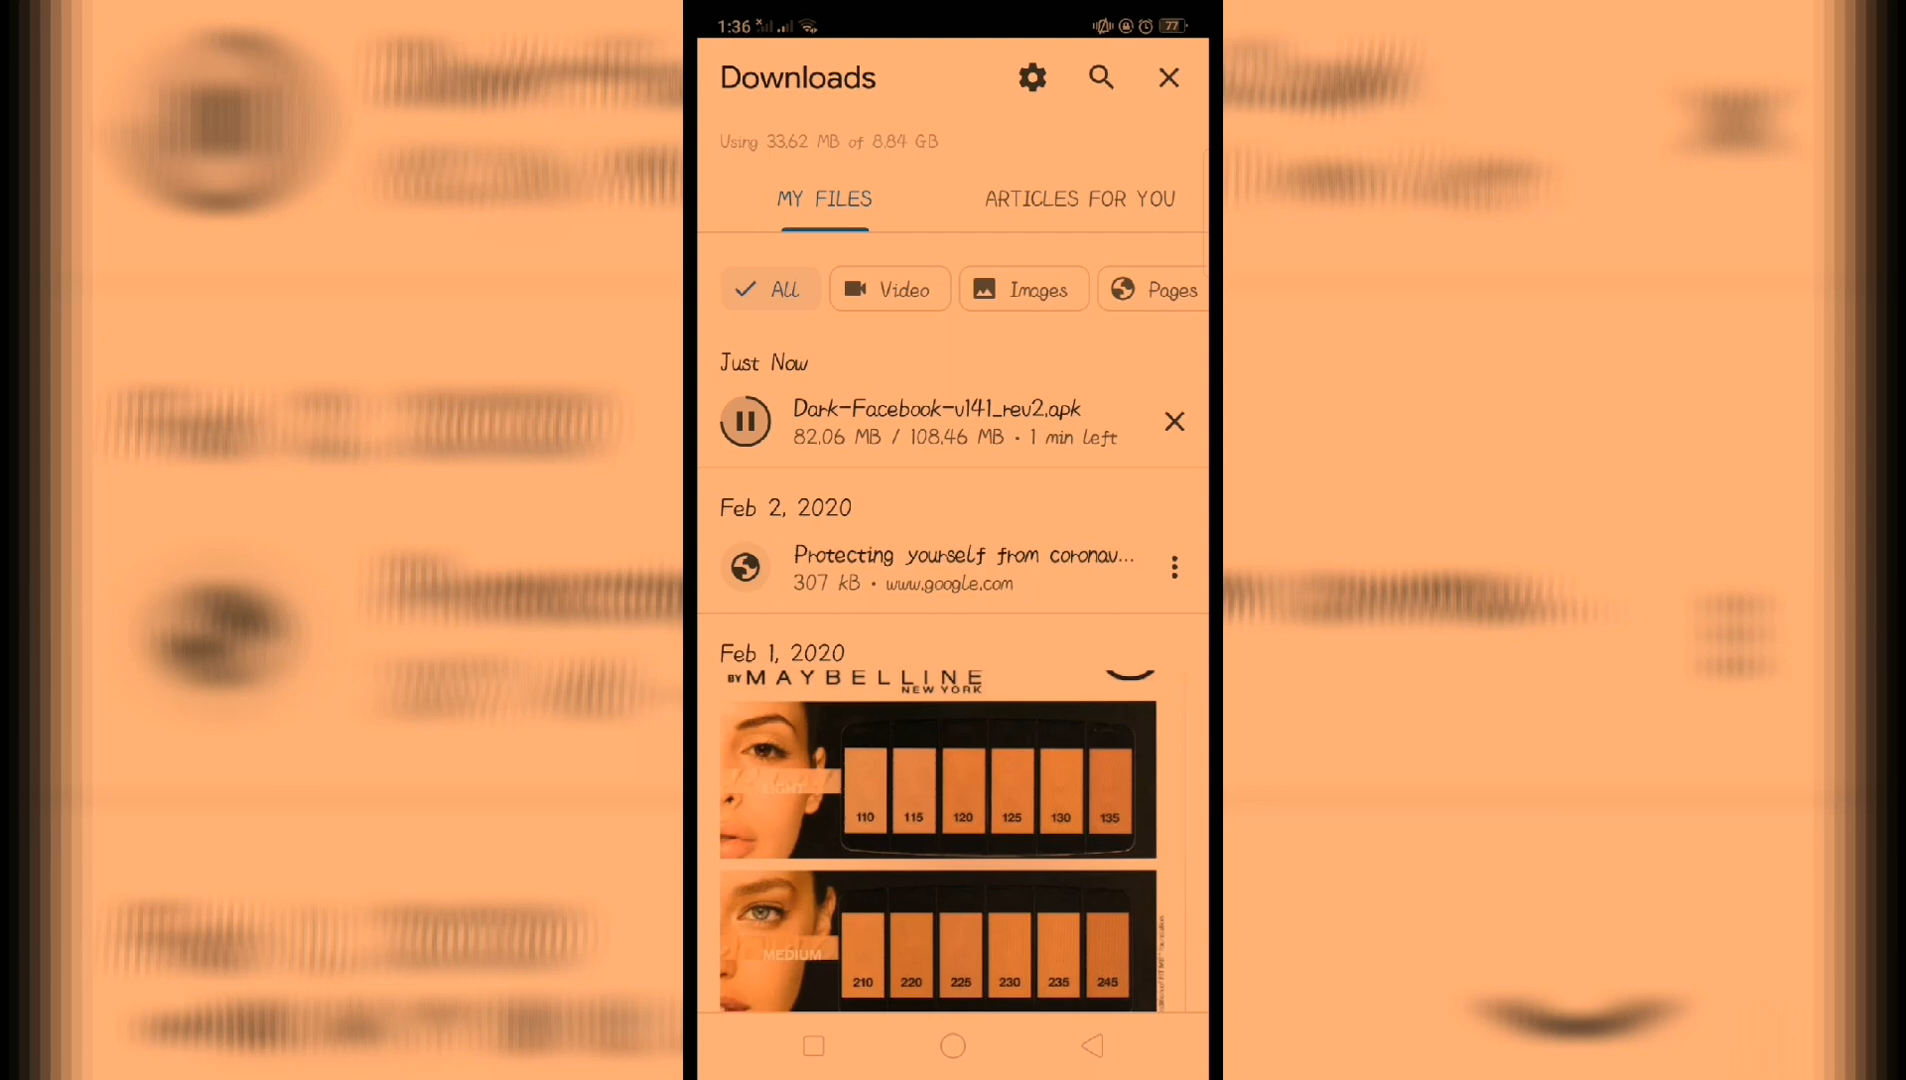 1:36
77
Downloads
Using 33.62 MB of 8.84 GB
MY FILES
ARTICLES FOR YOU
All
Video
Images
Pages
Just Now
Dark-Facebook-v141_rev2.apk
82.06 MB / 108.46 MB • 1 min left
Feb 2, 2020
Protecting yourself from coronav...
307 kB • www.google.com
Feb 1, 2020
BY MAYBELLINE
NEW YORK
LIGHT
110 115 120 125 130 135
MEDIUM
210 220 225 230 235 245